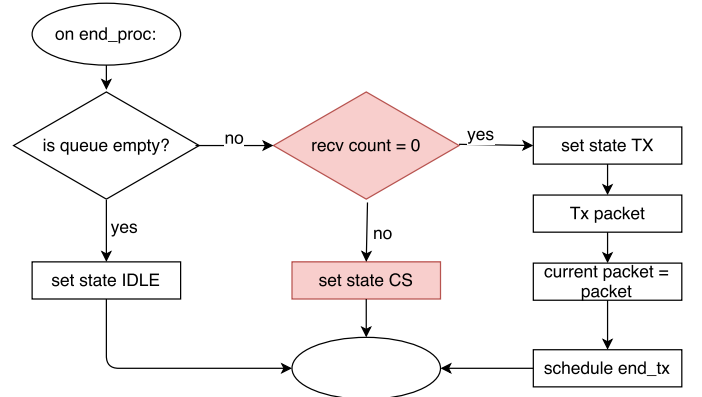 on end_proc:
is queue empty?
no
recv count = 0
yes
set state TX
Tx packet
yes
no
set state IDLE
set state CS
current packet =
packet
schedule end_tx